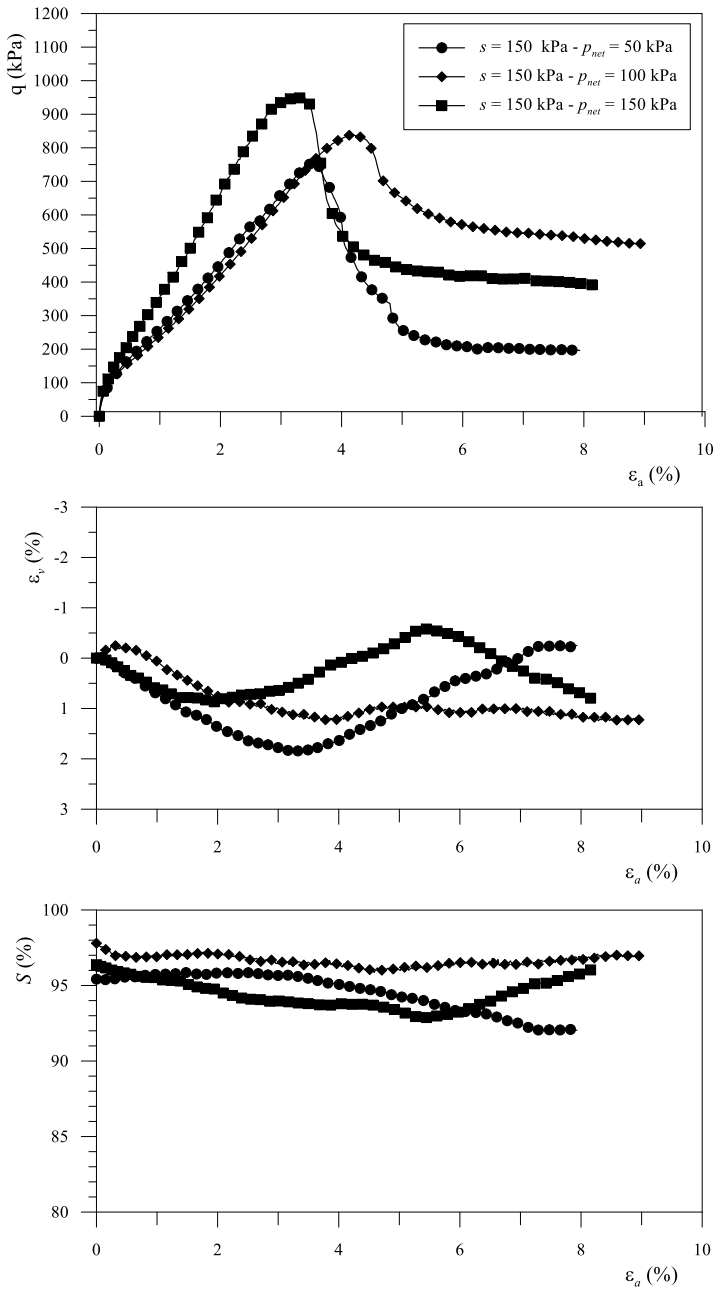 1200
1100
1000
900
800
700
600
500
400
300
200
100
0
q (kPa)
s = 150 kPa - pnet = 50 kPa
s = 150 kPa - pnet = 100 kPa
s = 150 kPa - pnet = 150 kPa
0 2 4 6 8 10
εa (%)
-3
-2
-1
0
1
2
3
εv (%)
0 2 4 6 8 10
εa (%)
100
95
90
85
80
S (%)
0 2 4 6 8 10
εa (%)